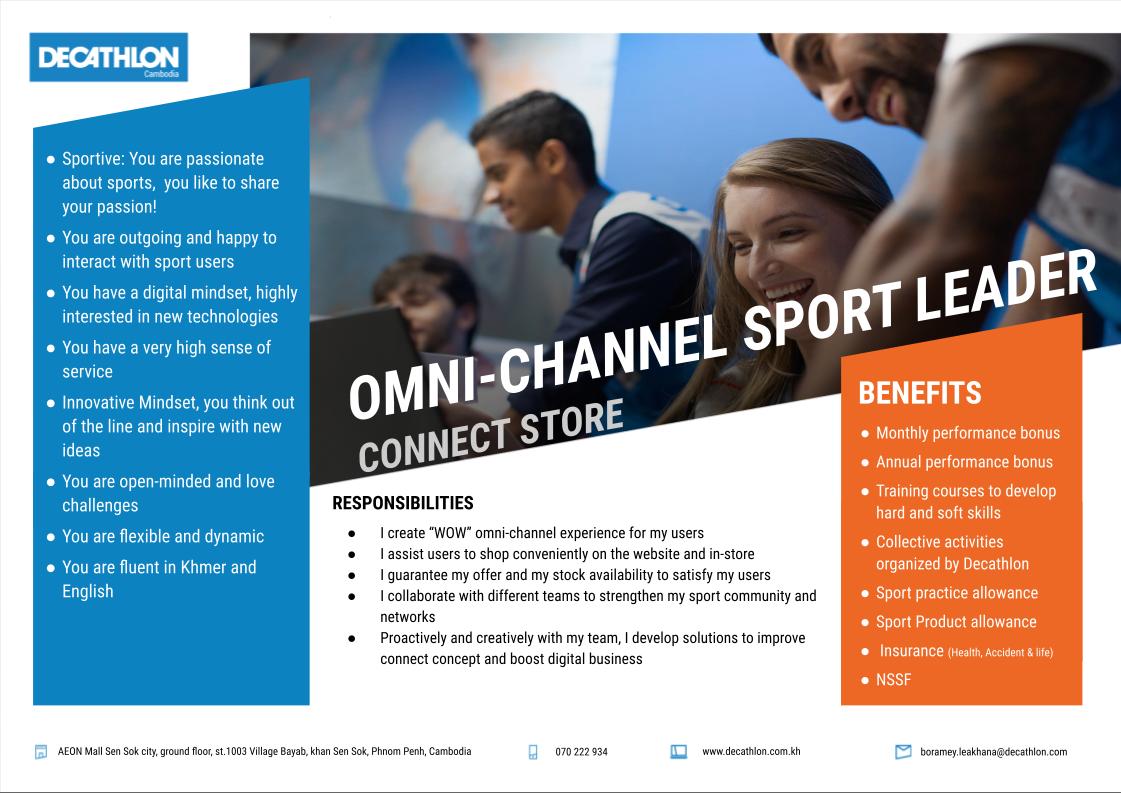 DECATHLON
Cambodia
● Sportive: You are passionate
about sports,  you like to share
your passion!
● You are outgoing and happy to
interact with sport users
● You have a digital mindset, highly
interested in new technologies
● You have a very high sense of
service
● Innovative Mindset, you think out
of the line and inspire with new
ideas
● You are open-minded and love
challenges
● You are flexible and dynamic
● You are fluent in Khmer and
English
OMNI-CHANNEL SPORT LEADER
CONNECT STORE
RESPONSIBILITIES
● I create “WOW” omni-channel experience for my users
● I assist users to shop conveniently on the website and in-store
● I guarantee my offer and my stock availability to satisfy my users
● I collaborate with different teams to strengthen my sport community and
networks
● Proactively and creatively with my team, I develop solutions to improve
connect concept and boost digital business
BENEFITS
● Monthly performance bonus
● Annual performance bonus
● Training courses to develop
hard and soft skills
● Collective activities
organized by Decathlon
● Sport practice allowance
● Sport Product allowance
● Insurance (Health, Accident & life)
● NSSF
AEON Mall Sen Sok city, ground floor, st.1003 Village Bayab, khan Sen Sok, Phnom Penh, Cambodia
070 222 934
www.decathlon.com.kh
boramey.leakhana@decathlon.com